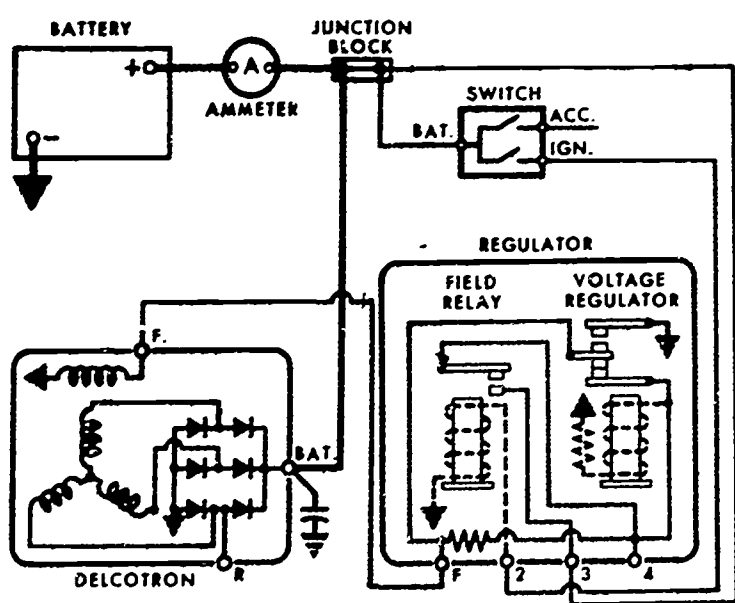 BATTERY
JUNCTION
BLOCK
+
A
AMMETER
SWITCH
BAT.
ACC.
IGN.
-
REGULATOR
FIELD
RELAY
VOLTAGE
REGULATOR
F.
BAT.
DELCOTRON
R
F
2
3
4